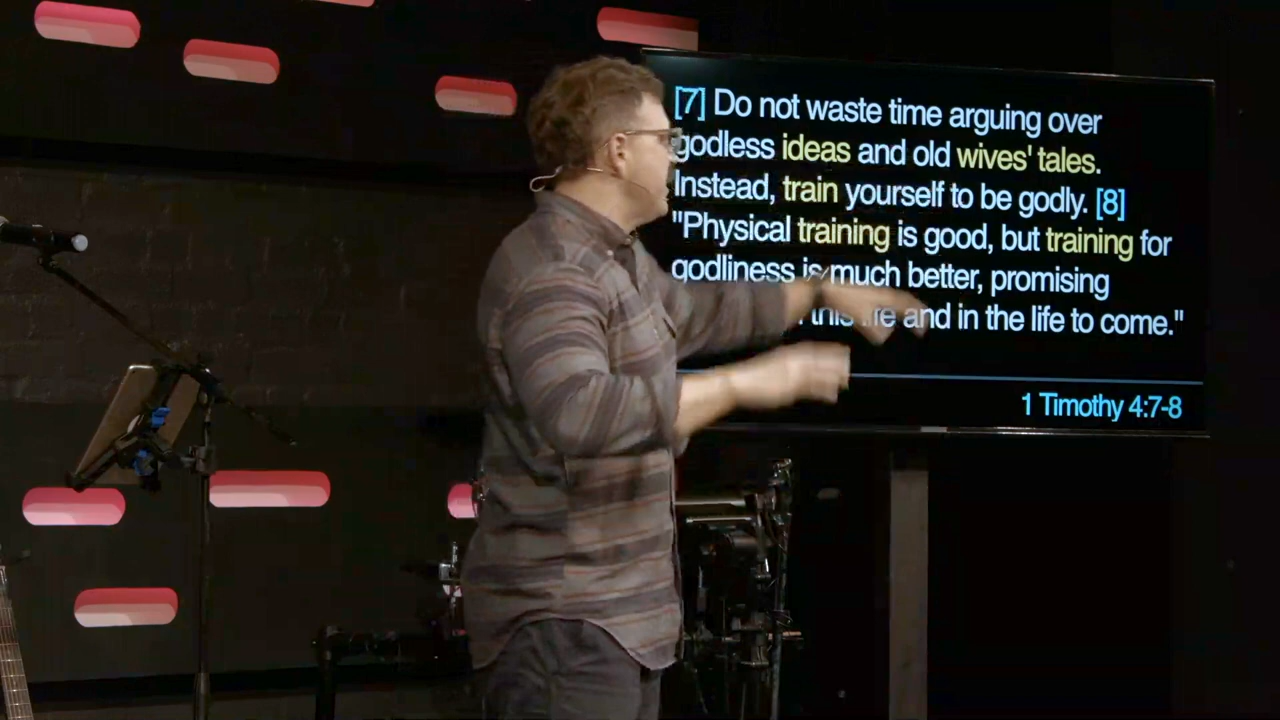 [7] Do not waste time arguing over
godless ideas and old wives' tales.
Instead, train yourself to be godly. [8]
"Physical training is good, but training for
godliness is much better, promising
this life and in the life to come."
1 Timothy 4:7-8